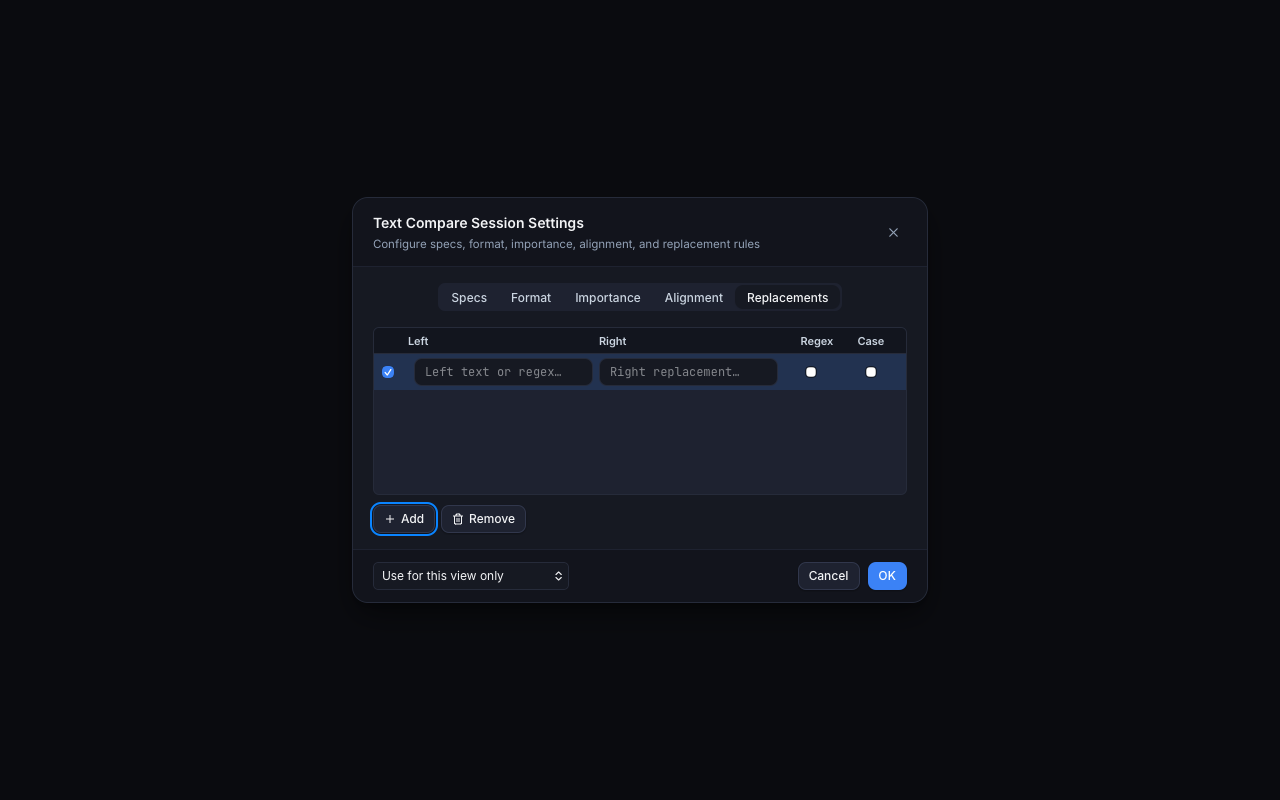 Text Compare Session Settings
Configure specs, format, importance, alignment, and replacement rules
Specs Format Importance Alignment Replacements
Left Right Regex Case
Left text or regex… Right replacement…
Add Remove
Use for this view only Cancel OK